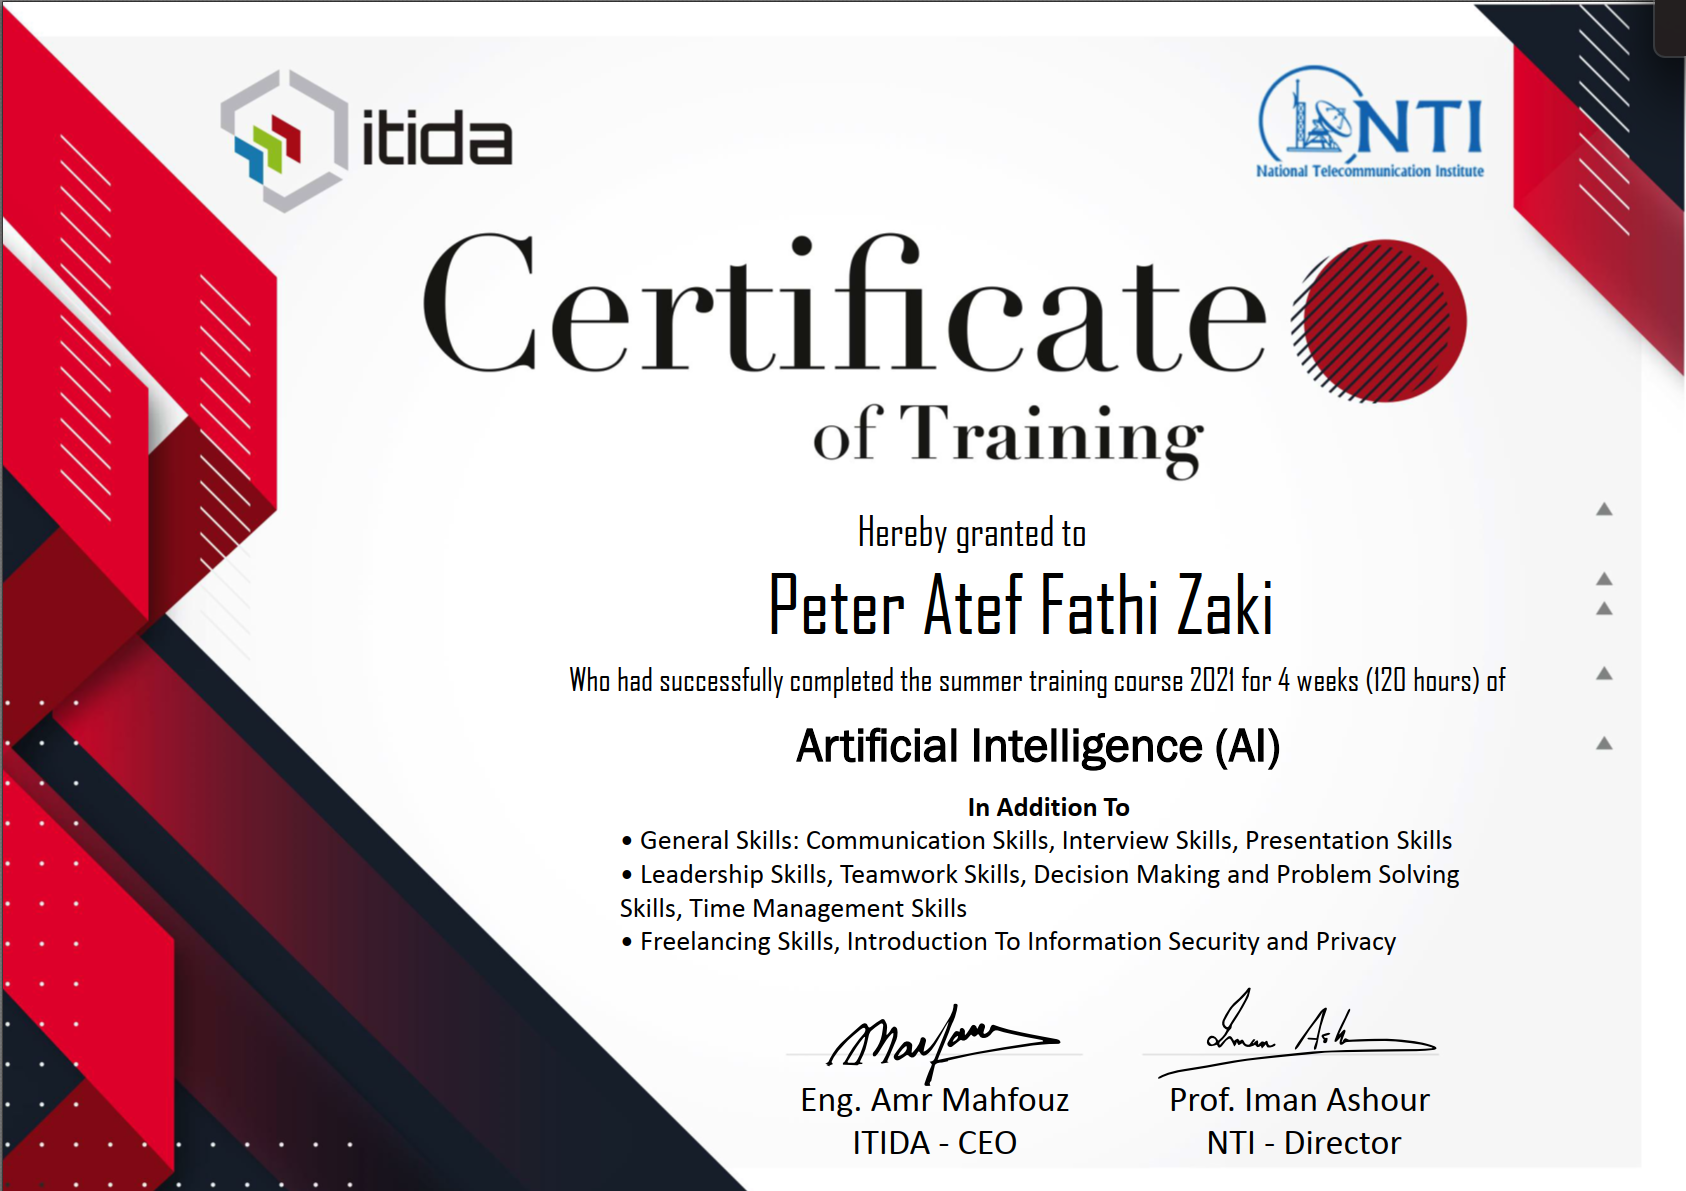 itida
NTI
National Telecommunication Institute
Certificate
of Training
Hereby granted to
Peter Atef Fathi Zaki
Who had successfully completed the summer training course 2021 for 4 weeks (120 hours) of
Artificial Intelligence (AI)
In Addition To
• General Skills: Communication Skills, Interview Skills, Presentation Skills
• Leadership Skills, Teamwork Skills, Decision Making and Problem Solving
Skills, Time Management Skills
• Freelancing Skills, Introduction To Information Security and Privacy
Iman Ash
Eng. Amr Mahfouz
Prof. Iman Ashour
ITIDA - CEO
NTI - Director